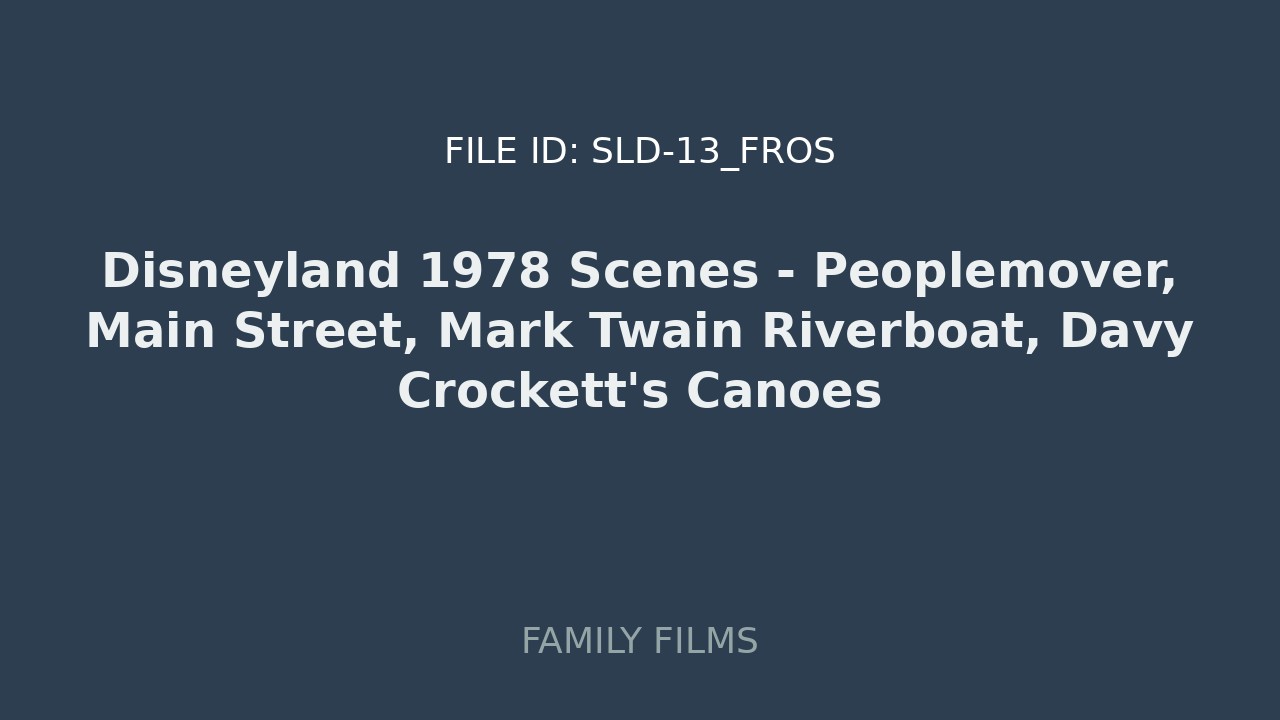 FILE ID: SLD-13_FROS
Disneyland 1978 Scenes - Peoplemover,
Main Street, Mark Twain Riverboat, Davy
Crockett's Canoes
FAMILY FILMS